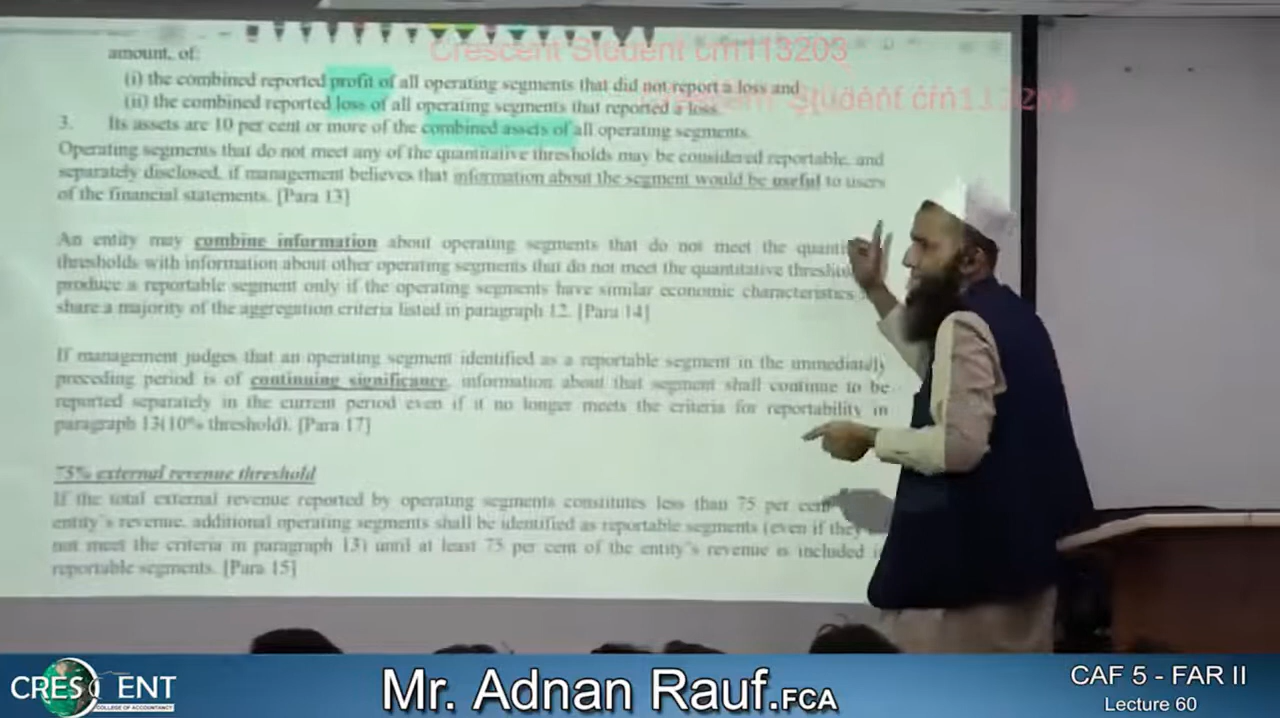 Crescent Student crn113203
amount, of:
(i) the combined reported profit of all operating segments that did not report a loss and
(ii) the combined reported loss of all operating segments that reported a loss.
3. Its assets are 10 per cent or more of the combined assets of all operating segments.
Operating segments that do not meet any of the quantitative thresholds may be considered reportable, and
separately disclosed, if management believes that information about the segment would be useful to users
of the financial statements. [Para 13]
An entity may combine information about operating segments that do not meet the quanti
thresholds with information about other operating segments that do not meet the quantitative threshol
produce a reportable segment only if the operating segments have similar economic characteristics
share a majority of the aggregation criteria listed in paragraph 12. [Para 14]
If management judges that an operating segment identified as a reportable segment in the immediately
preceding period is of continuing significance, information about that segment shall continue to be
reported separately in the current period even if it no longer meets the criteria for reportability in
paragraph 13(10% threshold). [Para 17]
75% external revenue threshold
If the total external revenue reported by operating segments constitutes less than 75 per cent
entity's revenue, additional operating segments shall be identified as reportable segments (even if they
not meet the criteria in paragraph 13) until at least 75 per cent of the entity's revenue is included i
reportable segments. [Para 15]
CRESCENT
COLLEGE OF ACCOUNTANCY
Mr. Adnan Rauf.FCA
CAF 5 - FAR II
Lecture 60